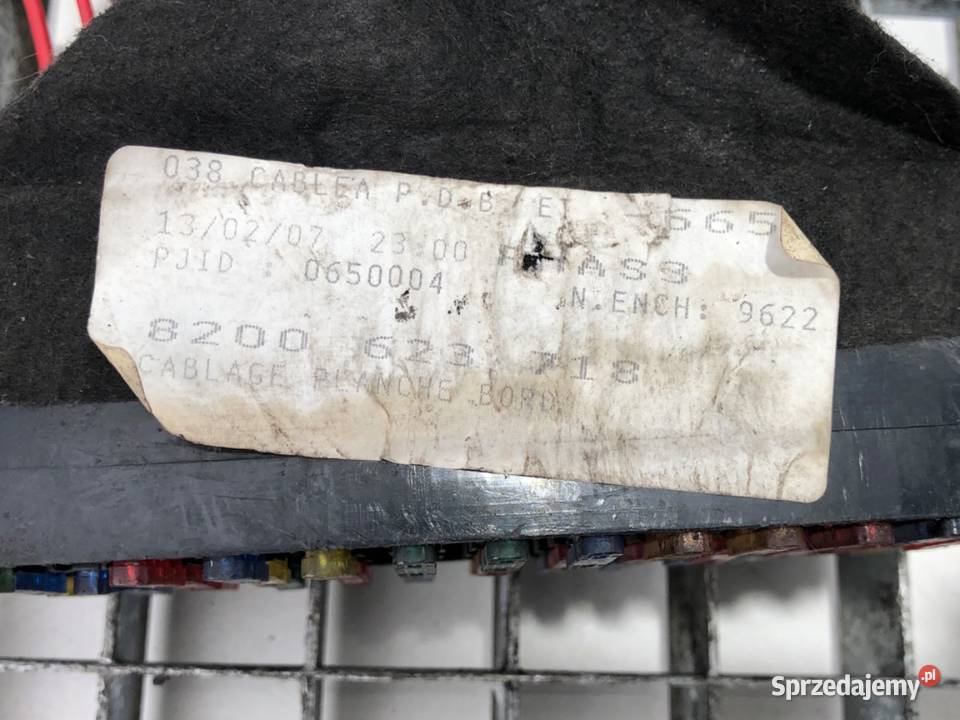 038 CABLEA P.D.B ET
665
13/02/07 23:00
PJID : 0650004 N.ENCH: 9622
8200 623 718
CABLAGE PLANCHE BORD
Sprzedajemy.pl